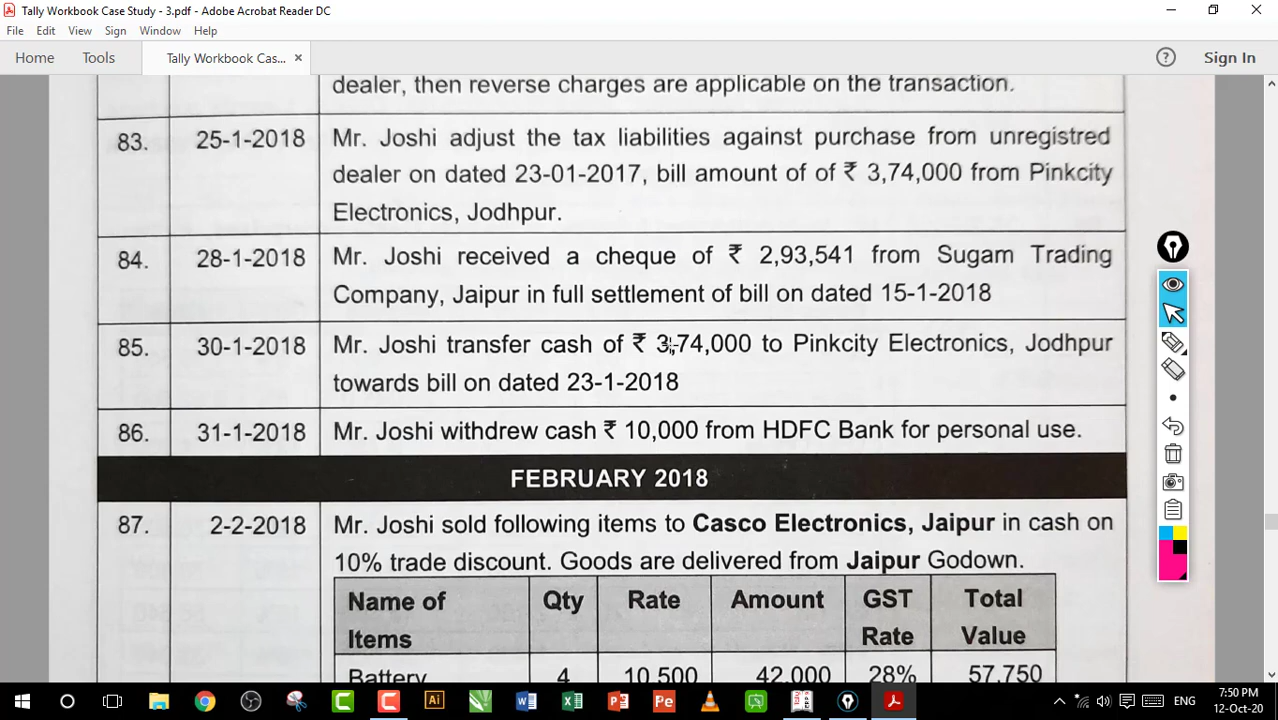 Tally Workbook Case Study - 3.pdf - Adobe Acrobat Reader DC
File Edit View Sign Window Help
Home Tools Tally Workbook Cas... × ? Sign In
dealer, then reverse charges are applicable on the transaction.
83. 25-1-2018 Mr. Joshi adjust the tax liabilities against purchase from unregistred
dealer on dated 23-01-2017, bill amount of of ₹ 3,74,000 from Pinkcity
Electronics, Jodhpur.
84. 28-1-2018 Mr. Joshi received a cheque of ₹ 2,93,541 from Sugam Trading
Company, Jaipur in full settlement of bill on dated 15-1-2018
85. 30-1-2018 Mr. Joshi transfer cash of ₹ 3,74,000 to Pinkcity Electronics, Jodhpur
towards bill on dated 23-1-2018
86. 31-1-2018 Mr. Joshi withdrew cash ₹ 10,000 from HDFC Bank for personal use.
FEBRUARY 2018
87. 2-2-2018 Mr. Joshi sold following items to Casco Electronics, Jaipur in cash on
10% trade discount. Goods are delivered from Jaipur Godown.
Name of Qty Rate Amount GST Total
Items Rate Value
Battery 4 10,500 42,000 28% 57,750
Ai W X P Pe ENG 7:50 PM
12-Oct-20